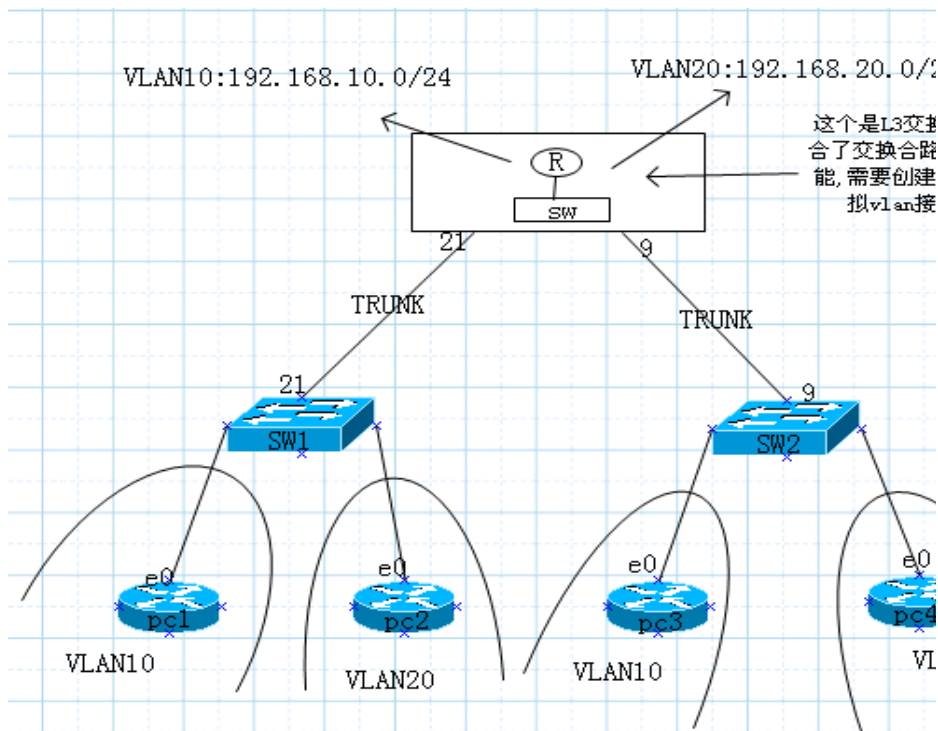 VLAN10:192.168.10.0/24
VLAN20:192.168.20.0/2
这个是L3交换
合了交换合路
能,需要创建
拟vlan接
R
SW
21
9
TRUNK
TRUNK
21
9
SW1
SW2
e0
e0
e0
e0
pc1
pc2
pc3
pc4
VLAN10
VLAN20
VLAN10
VL